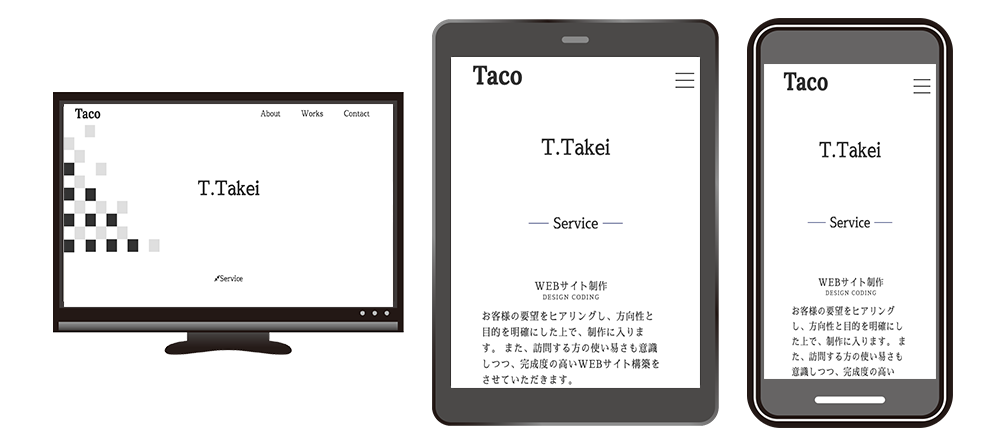 Taco
About Works Contact
T.Takei
Service
Taco
T.Takei
Service
WEBサイト制作
DESIGN CODING
お客様の要望をヒアリングし、方向性と
目的を明確にした上で、制作に入りま
す。 また、訪問する方の使い易さも意識
しつつ、完成度の高いWEBサイト構築を
させていただきます。
Taco
T.Takei
Service
WEBサイト制作
DESIGN CODING
お客様の要望をヒアリング
し、方向性と目的を明確にし
た上で、制作に入ります。 ま
た、訪問する方の使い易さも
意識しつつ、完成度の高い